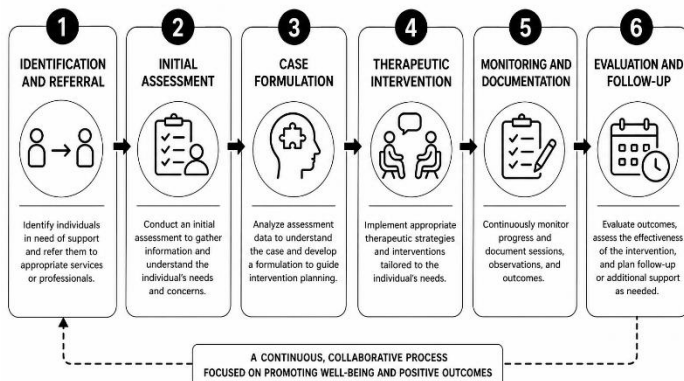 1
IDENTIFICATION
AND REFERRAL
Identify individuals
in need of support
and refer them to
appropriate services
or professionals.
2
INITIAL
ASSESSMENT
Conduct an initial
assessment to gather
information and
understand the
individual's needs
and concerns.
3
CASE
FORMULATION
Analyze assessment
data to understand
the case and develop
a formulation to guide
intervention planning.
4
THERAPEUTIC
INTERVENTION
Implement appropriate
therapeutic strategies
and interventions
tailored to the
individual's needs.
5
MONITORING AND
DOCUMENTATION
Continuously monitor
progress and
document sessions,
observations, and
outcomes.
6
EVALUATION AND
FOLLOW-UP
Evaluate outcomes,
assess the effectiveness
of the intervention,
and plan follow-up
or additional support
as needed.
A CONTINUOUS, COLLABORATIVE PROCESS
FOCUSED ON PROMOTING WELL-BEING AND POSITIVE OUTCOMES